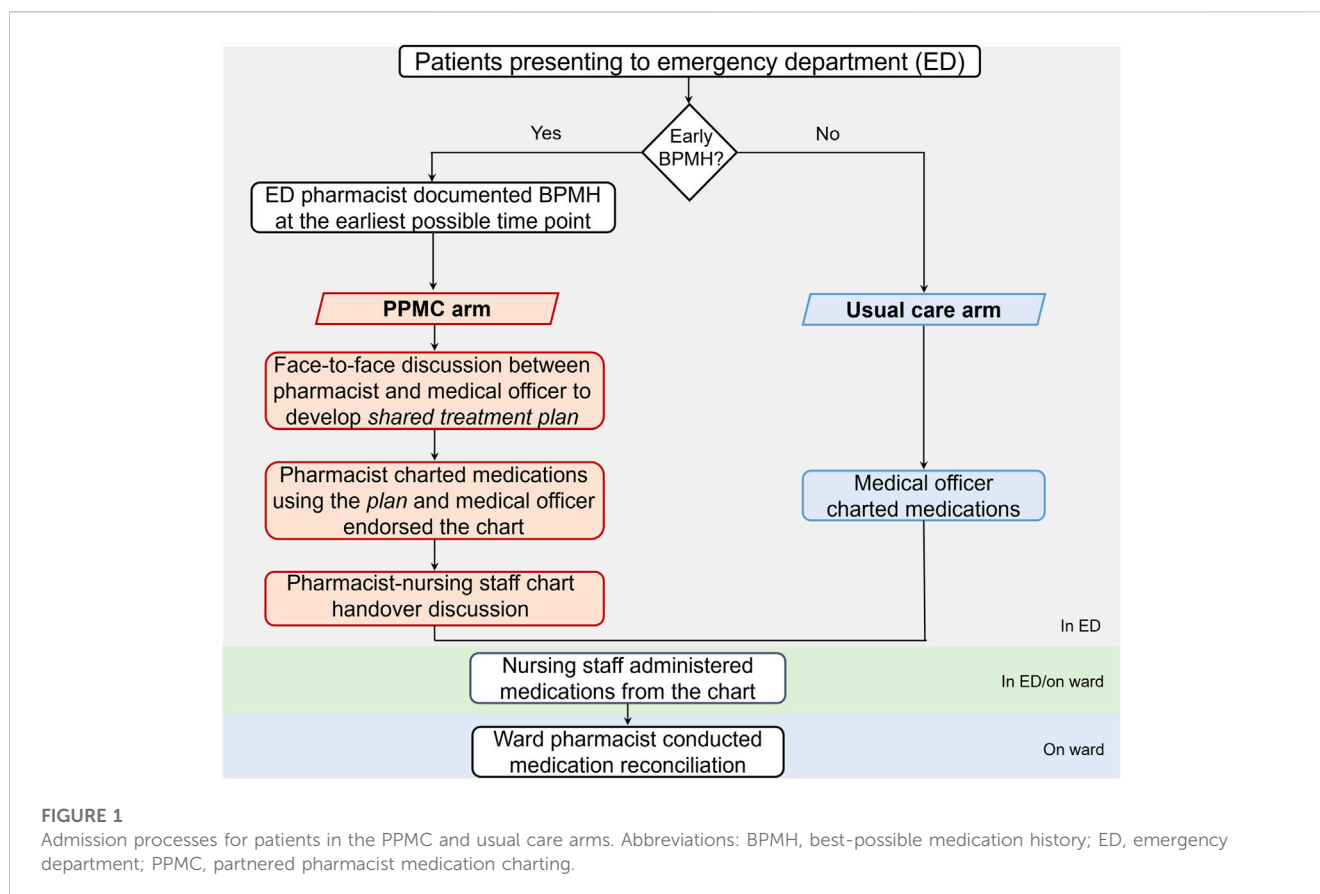 Patients presenting to emergency department (ED)
Early
BPMH?
Yes
No
ED pharmacist documented BPMH
at the earliest possible time point
PPMC arm
Usual care arm
Face-to-face discussion between
pharmacist and medical officer to
develop shared treatment plan
Pharmacist charted medications
using the plan and medical officer
endorsed the chart
Medical officer
charted medications
Pharmacist-nursing staff chart
handover discussion
In ED
Nursing staff administered
medications from the chart
In ED/on ward
Ward pharmacist conducted
medication reconciliation
On ward
FIGURE 1
Admission processes for patients in the PPMC and usual care arms. Abbreviations: BPMH, best-possible medication history; ED, emergency
department; PPMC, partnered pharmacist medication charting.